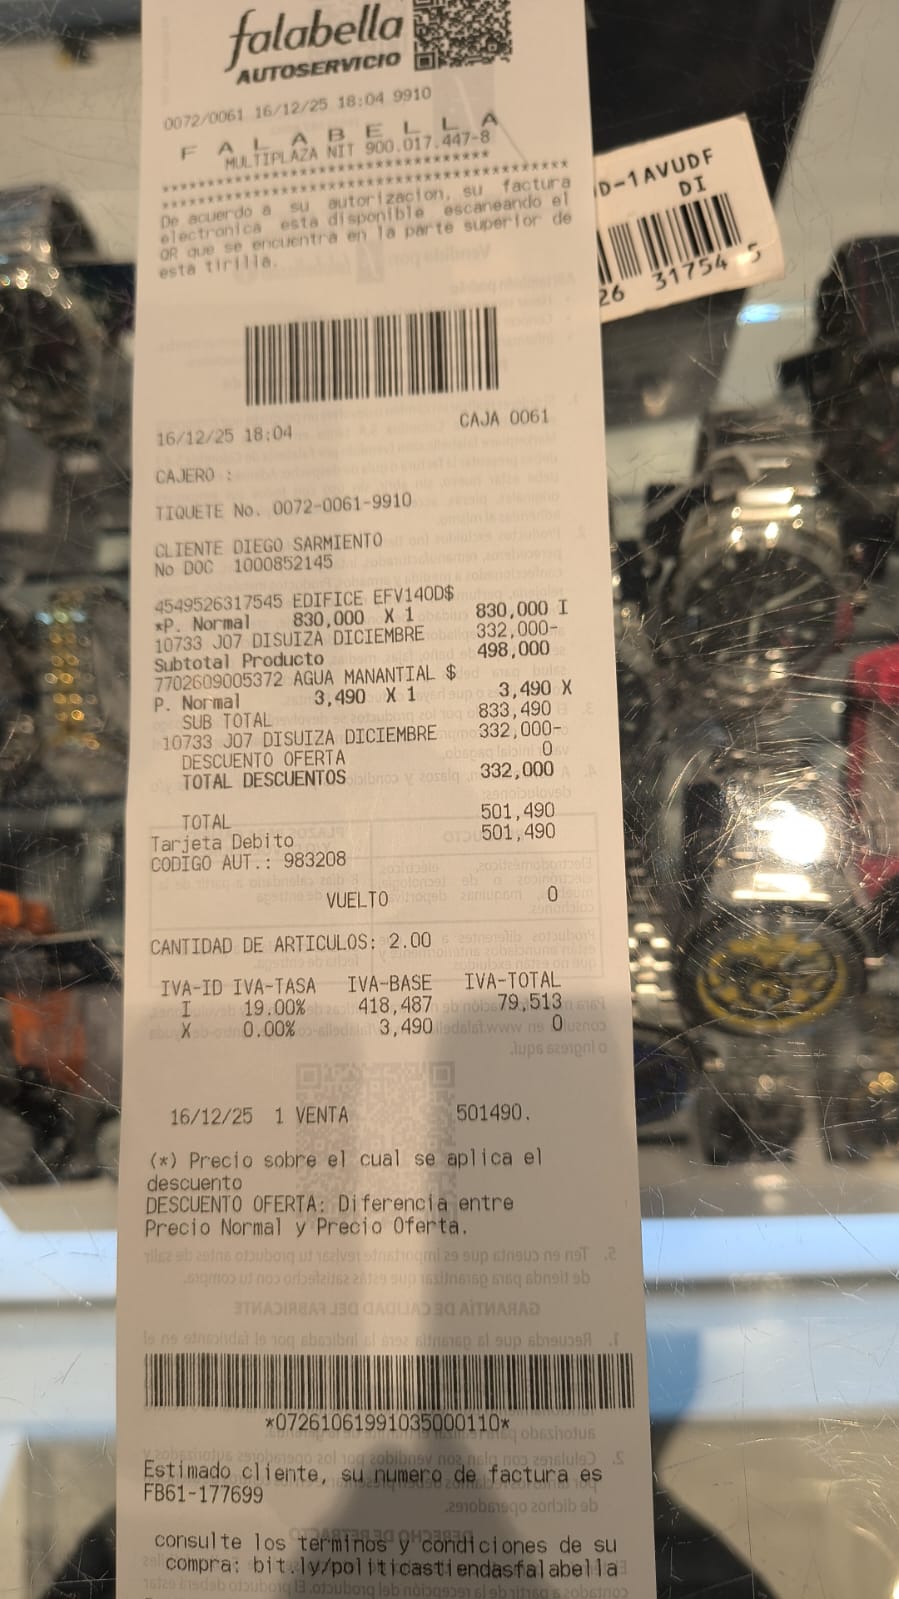 falabella
AUTOSERVICIO
0072/0061 16/12/25 18:04 9910
F A L A B E L L A
MULTIPLAZA NIT 900.017.447-8
De acuerdo a su autorizacion, su factura
electronica esta disponible escaneando el
QR que se encuentra en la parte superior de
esta tirilla.
D-1AVUDF
DI
26 31754 5
16/12/25 18:04 CAJA 0061
CAJERO :
TIQUETE No. 0072-0061-9910
CLIENTE DIEGO SARMIENTO
No DOC 1000852145
4549526317545 EDIFICE EFV140D$
*P. Normal 830,000 X 1 830,000 I
10733 J07 DISUIZA DICIEMBRE 332,000-
Subtotal Producto 498,000
7702609005372 AGUA MANANTIAL $
P. Normal 3,490 X 1 3,490 X
SUB TOTAL 833,490
10733 J07 DISUIZA DICIEMBRE 332,000-
DESCUENTO OFERTA 0
TOTAL DESCUENTOS 332,000
TOTAL 501,490
Tarjeta Debito 501,490
CODIGO AUT.: 983208
VUELTO 0
CANTIDAD DE ARTICULOS: 2.00
IVA-ID IVA-TASA IVA-BASE IVA-TOTAL
I 19.00% 418,487 79,513
X 0.00% 3,490 0
16/12/25 1 VENTA 501490.
(*) Precio sobre el cual se aplica el
descuento
DESCUENTO OFERTA: Diferencia entre
Precio Normal y Precio Oferta.
*07261061991035000110*
Estimado cliente, su numero de factura es
FB61-177699
consulte los terminos y condiciones de su
compra: bit.ly/politicastiendasfalabella